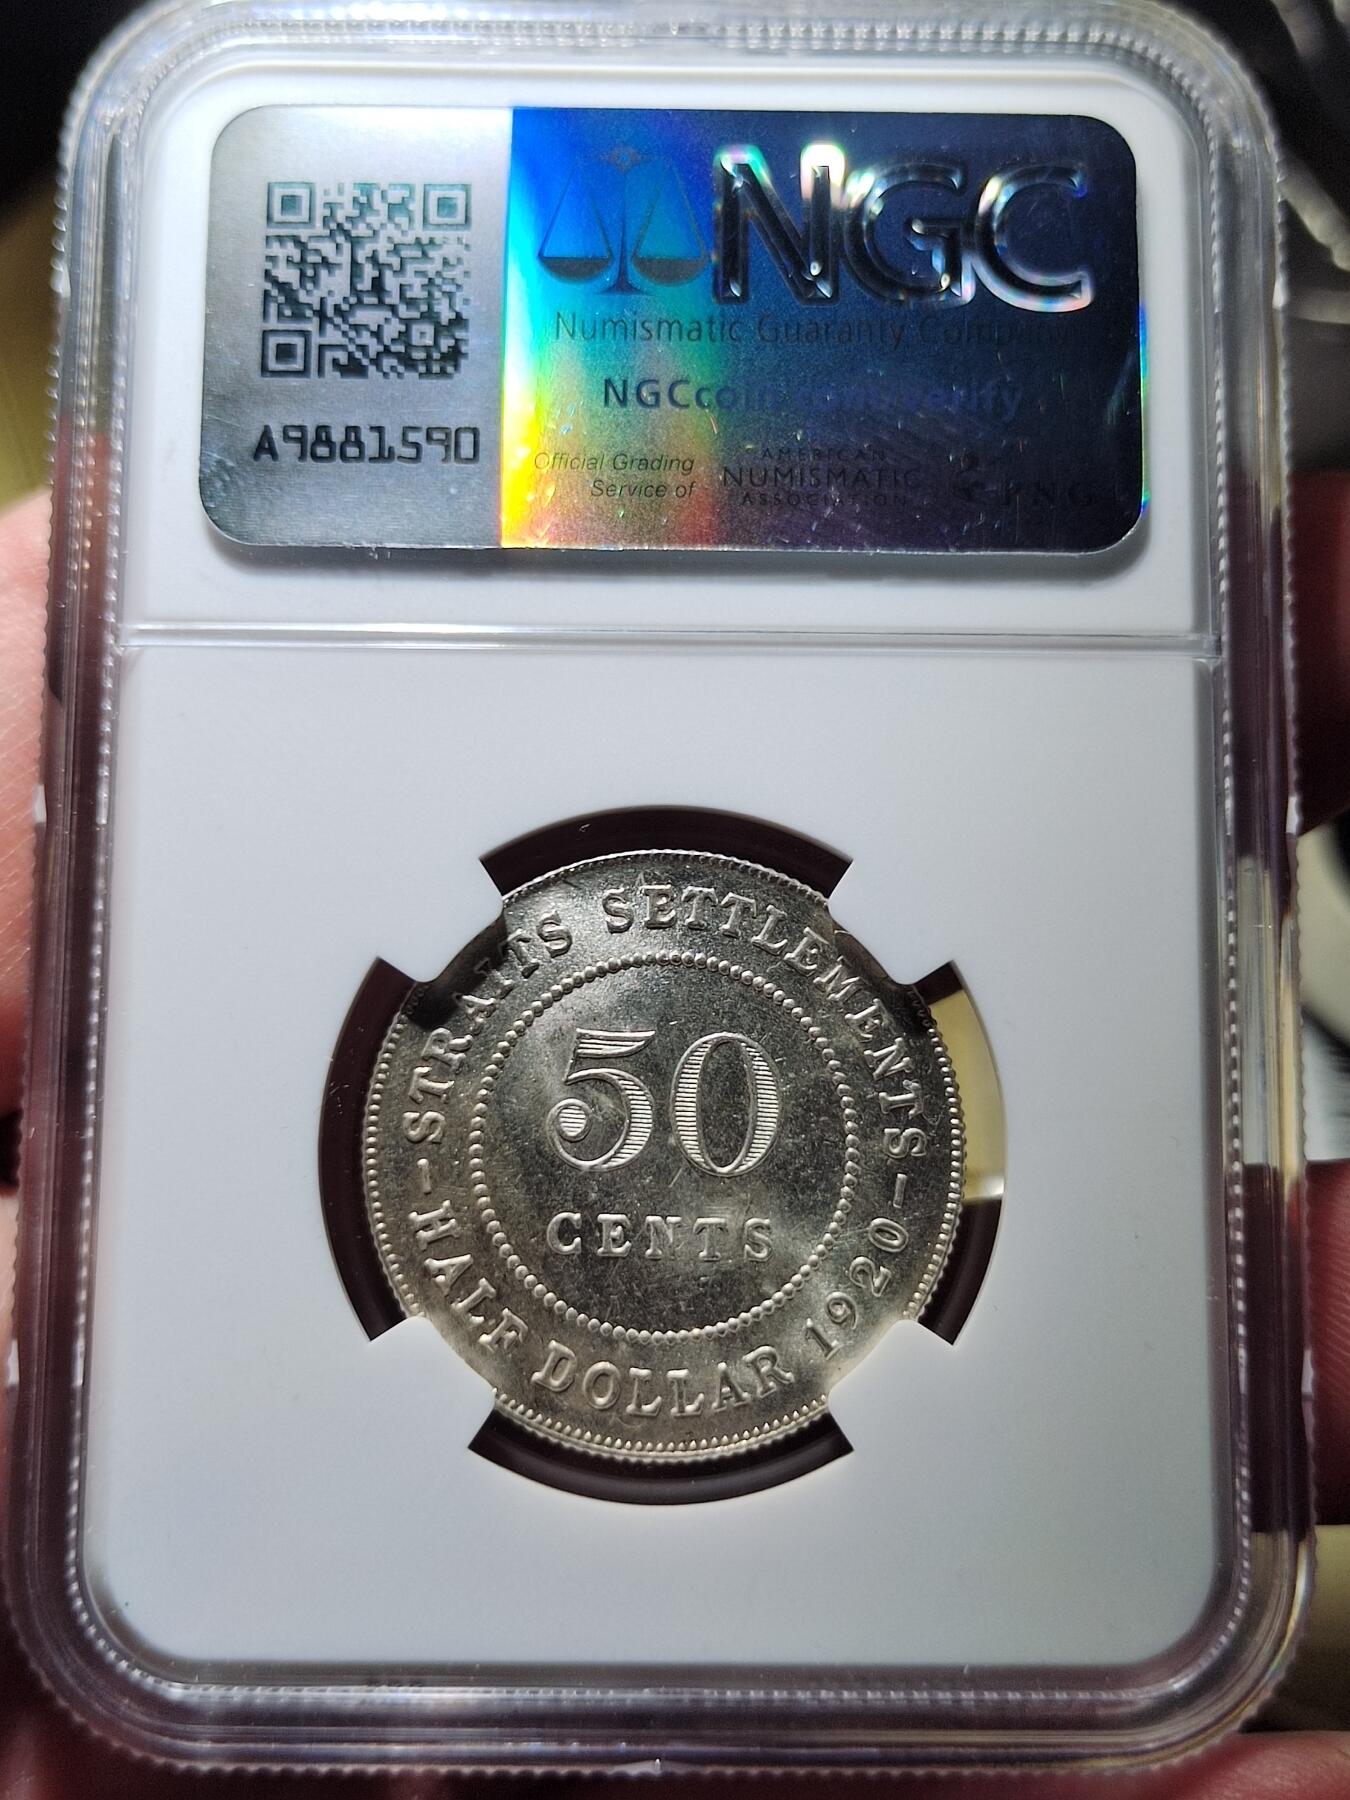 NGC
Numismatic Guaranty Company
NGCcoin.com/verify
A9881590
Official Grading
Service of
AMERICAN
NUMISMATIC
ASSOCIATION
PNG
STRAITS SETTLEMENTS
50
CENTS
HALF DOLLAR 1920